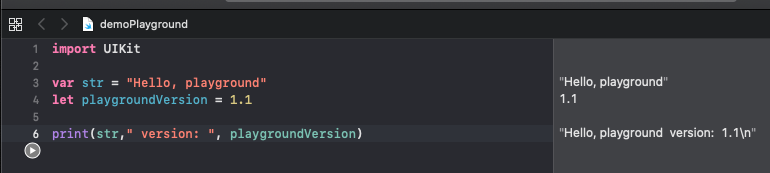 demoPlayground
1 import UIKit
2
3 var str = "Hello, playground"
4 let playgroundVersion = 1.1
5
6 print(str," version: ", playgroundVersion)
"Hello, playground"
1.1
"Hello, playground  version:  1.1\n"